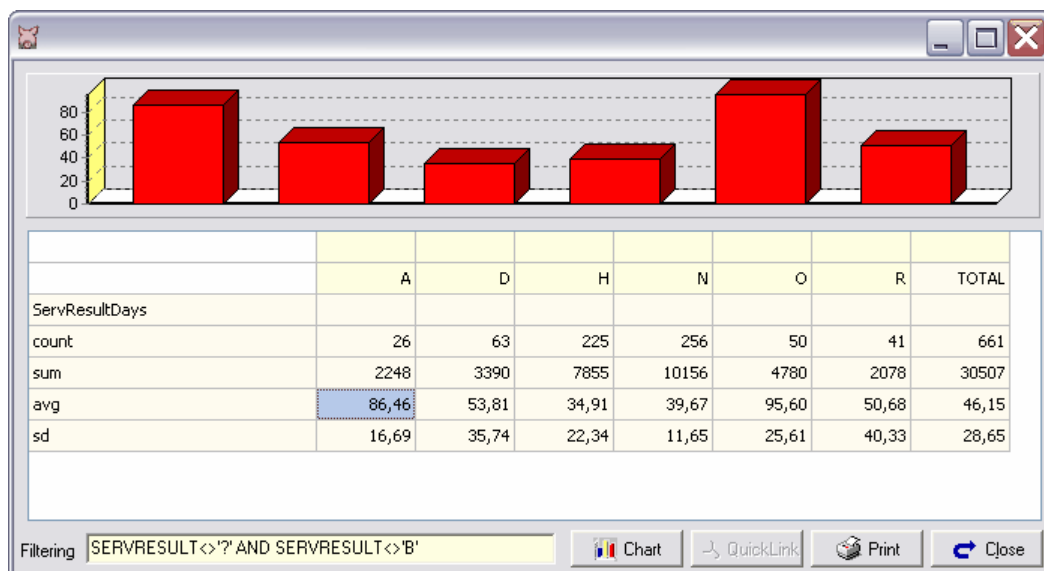 80
60
40
20
0
A D H N O R TOTAL
ServResultDays
count 26 63 225 256 50 41 661
sum 2248 3390 7855 10156 4780 2078 30507
avg 86,46 53,81 34,91 39,67 95,60 50,68 46,15
sd 16,69 35,74 22,34 11,65 25,61 40,33 28,65
Filtering SERVRESULT<>'?' AND SERVRESULT<>'B' Chart QuickLink Print Close